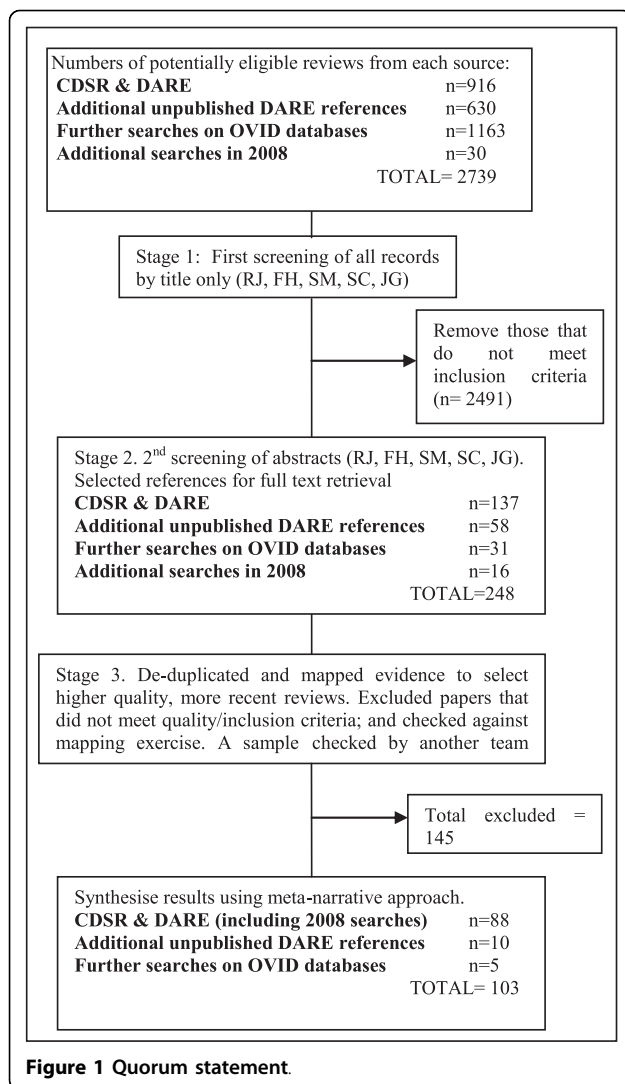 Numbers of potentially eligible reviews from each source:
CDSR & DARE n=916
Additional unpublished DARE references n=630
Further searches on OVID databases n=1163
Additional searches in 2008 n=30
TOTAL= 2739
Stage 1: First screening of all records
by title only (RJ, FH, SM, SC, JG)
Remove those that
do not meet
inclusion criteria
(n= 2491)
Stage 2. 2nd screening of abstracts (RJ, FH, SM, SC, JG).
Selected references for full text retrieval
CDSR & DARE n=137
Additional unpublished DARE references n=58
Further searches on OVID databases n=31
Additional searches in 2008 n=16
TOTAL=248
Stage 3. De-duplicated and mapped evidence to select
higher quality, more recent reviews. Excluded papers that
did not meet quality/inclusion criteria; and checked against
mapping exercise. A sample checked by another team
Total excluded =
145
Synthesise results using meta-narrative approach.
CDSR & DARE (including 2008 searches) n=88
Additional unpublished DARE references n=10
Further searches on OVID databases n=5
TOTAL= 103
Figure 1 Quorum statement.